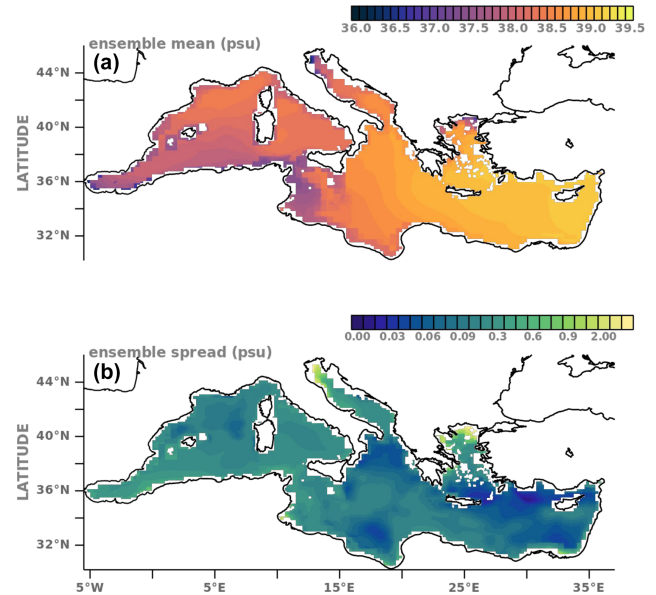 36.0 36.5 37.0 37.5 38.0 38.5 39.0 39.5
ensemble mean (psu)
(a)
44°N
40°N
36°N
32°N
LATITUDE
0.00 0.03 0.06 0.09 0.3 0.6 0.9 2.00
ensemble spread (psu)
(b)
44°N
40°N
36°N
32°N
LATITUDE
5°W 5°E 15°E 25°E 35°E